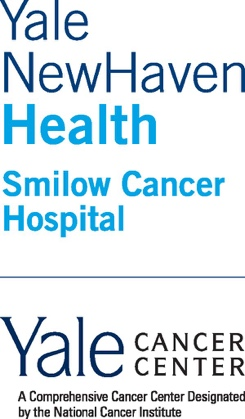 Yale
NewHaven
Health
Smilow Cancer
Hospital
Yale CANCER
CENTER
A Comprehensive Cancer Center Designated
by the National Cancer Institute